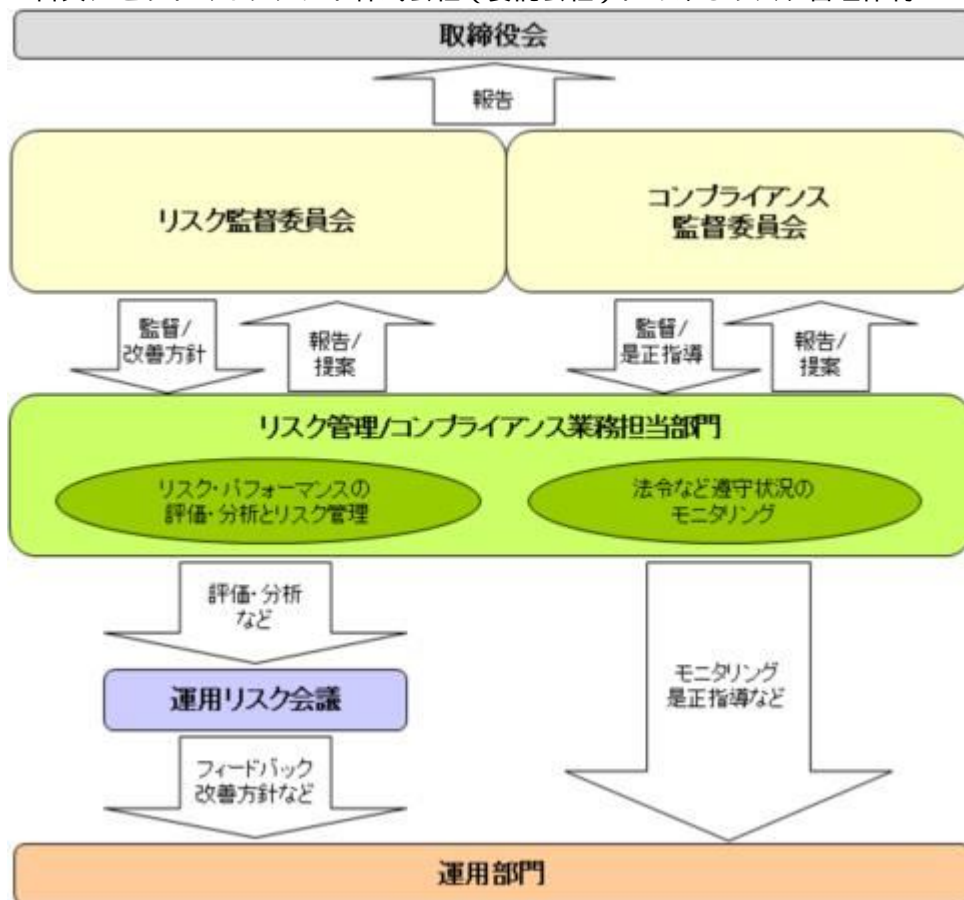 取締役会
報告
リスク監督委員会
コンプライアンス
監督委員会
監督/
改善方針
報告/
提案
監督/
是正指導
報告/
提案
リスク管理/コンプライアンス業務担当部門
リスク・パフォーマンスの
評価・分析とリスク管理
法令など遵守状況の
モニタリング
評価・分析
など
運用リスク会議
モニタリング
是正指導など
フィードバック
改善方針など
運用部門